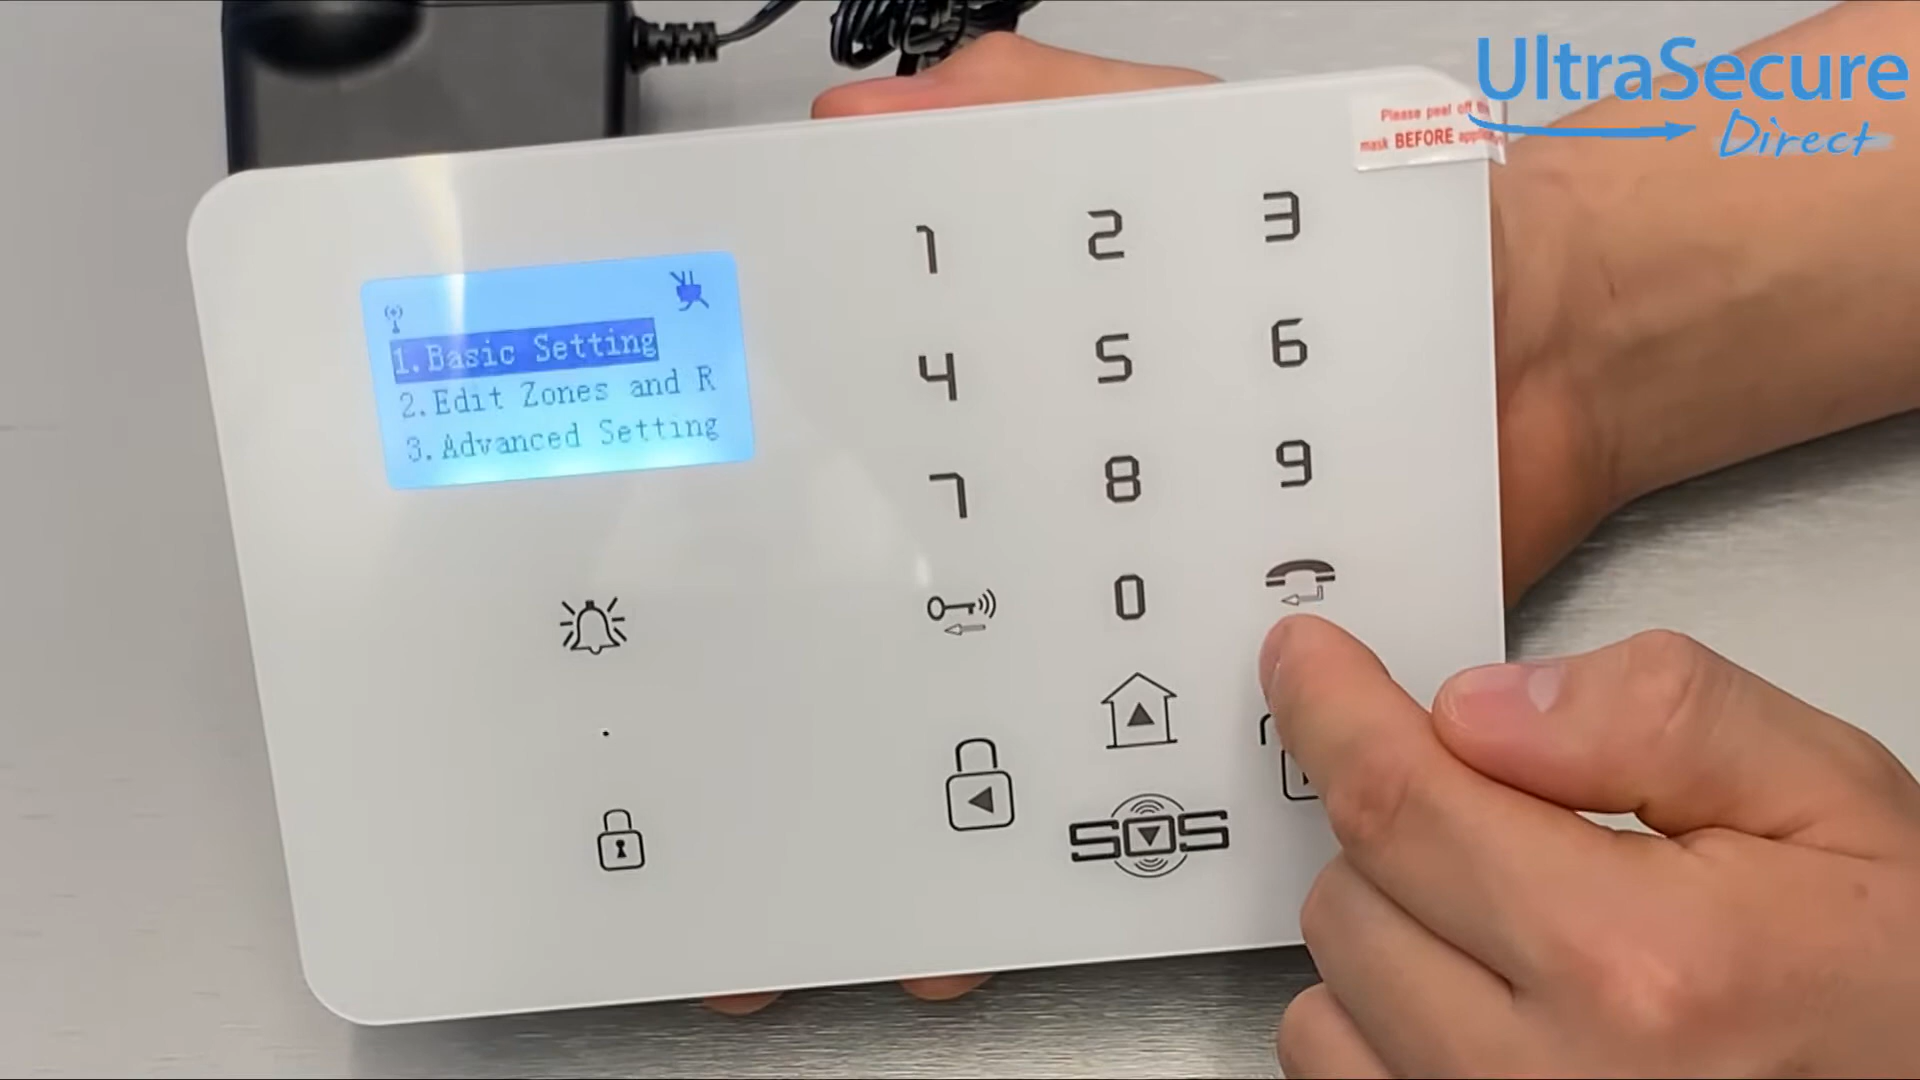 UltraSecure
Direct
Please peel off
mask BEFORE
1.Basic Setting
2.Edit Zones and R
3.Advanced Setting
1 2 3
4 5 6
7 8 9
0
SOS